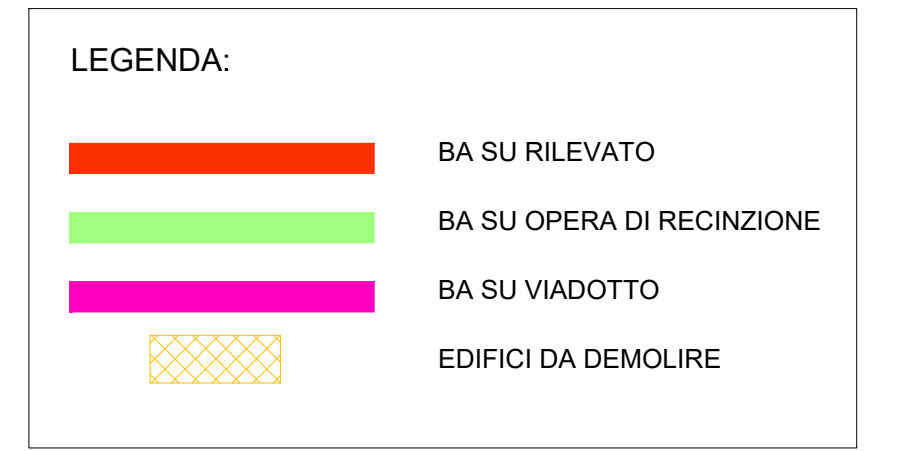 LEGENDA:
BA SU RILEVATO
BA SU OPERA DI RECINZIONE
BA SU VIADOTTO
EDIFICI DA DEMOLIRE